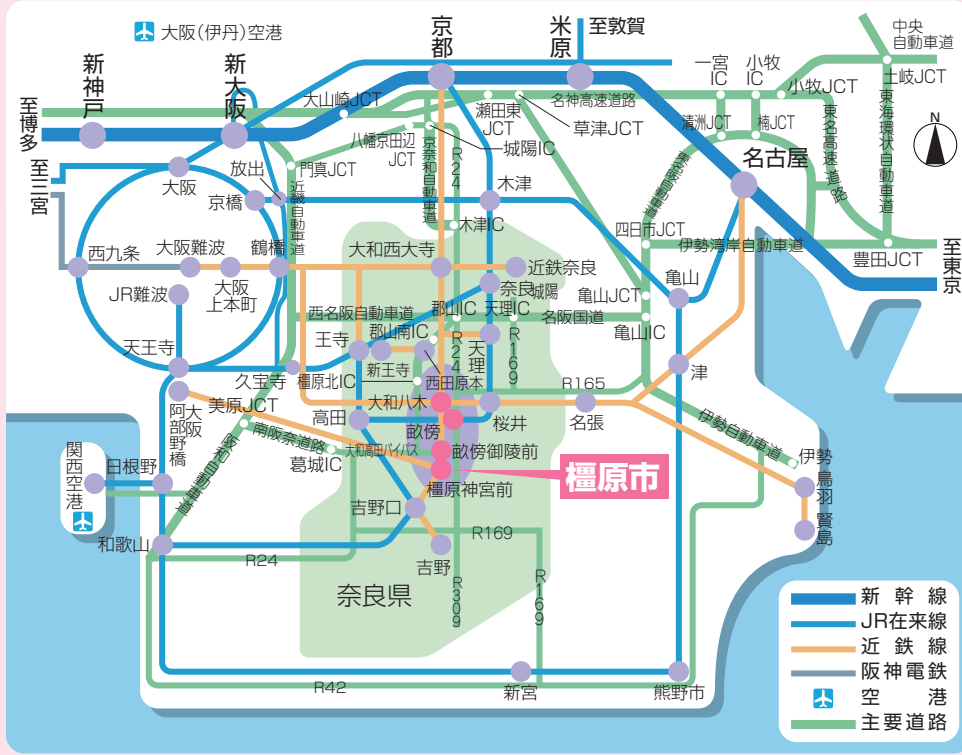 大阪(伊丹)空港
京都
米原
至敦賀
中央
自動車道
新神戸
新大阪
一宮
IC
小牧
IC
小牧JCT
土岐JCT
至博多
大山崎JCT
瀬田東
JCT
名神高速道路
草津JCT
清洲JCT
楠JCT
東名高速道路
東海環状自動車道
N
八幡京田辺
JCT
城陽IC
京奈和自動車道
R24
東名阪自動車道
名古屋
至三宮
放出
門真JCT
近畿自動車道
大阪
京橋
木津
木津IC
四日市JCT
伊勢湾岸自動車道
豊田JCT
至東京
西九条
大阪難波
鶴橋
大和西大寺
近鉄奈良
大阪
上本町
JR難波
奈良
城陽
天理IC
郡山IC
亀山
亀山JCT
西名阪自動車道
名阪国道
亀山IC
郡山南IC
王寺
天理
R24
R169
天王寺
久宝寺
橿原北IC
新王寺
西田原本
R165
津
大阪
阿部野橋
美原JCT
大和八木
高田
畝傍
桜井
名張
伊勢自動車道
南阪奈道路
大和高田バイパス
葛城IC
畝傍御陵前
伊勢
阪和自動車道
関西空港
日根野
橿原神宮前
橿原市
鳥羽
吉野口
賢島
和歌山
R24
吉野
R169
奈良県
R309
R169
R42
新宮
熊野市
新幹線
JR在来線
近鉄線
阪神電鉄
空港
主要道路